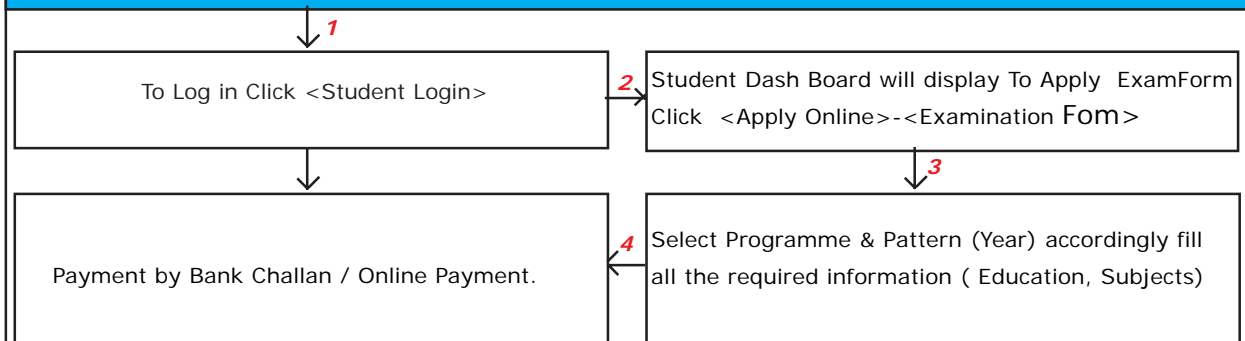 1
To Log in Click <Student Login>
2
Student Dash Board will display To Apply ExamForm
Click <Apply Online>-<Examination Fom>
3
Select Programme & Pattern (Year) accordingly fill
all the required information ( Education, Subjects)
4
Payment by Bank Challan / Online Payment.